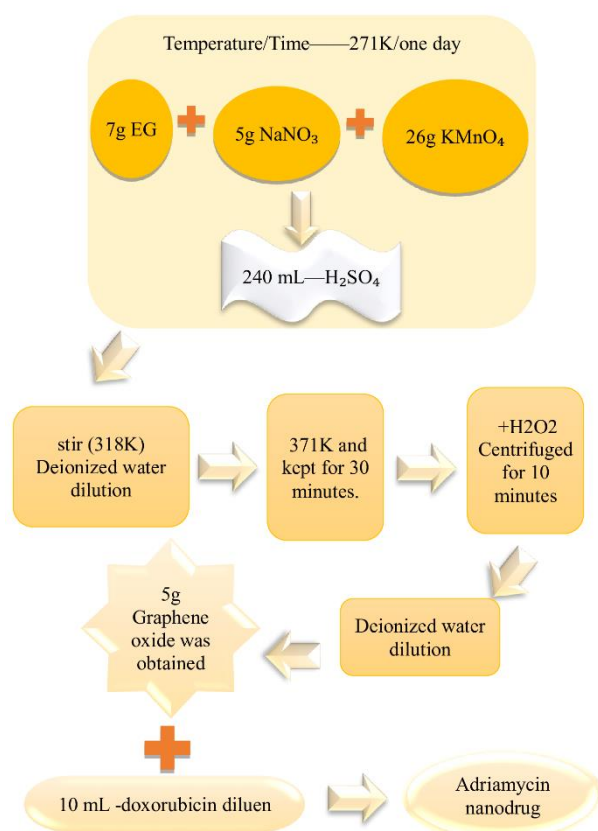 Temperature/Time——271K/one day
7g EG
5g NaNO₃
26g KMnO₄
240 mL—H₂SO₄
stir (318K)
Deionized water
dilution
371K and
kept for 30
minutes.
+H2O2
Centrifuged
for 10
minutes
Deionized water
dilution
5g
Graphene
oxide was
obtained
10 mL -doxorubicin diluen
Adriamycin
nanodrug